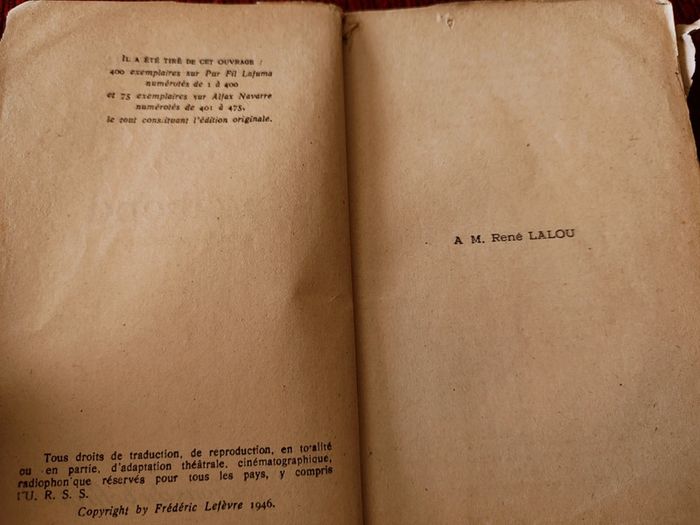 IL A ÉTÉ TIRÉ DE CET OUVRAGE :
400 exemplaires sur Pur Fil Lafuma
numérotés de 1 à 400
et 75 exemplaires sur Alfax Navarre
numérotés de 401 à 475,
le tout constituant l'édition originale.
Tous droits de traduction, de reproduction, en totalité
ou en partie, d'adaptation théâtrale, cinématographique,
radiophonique réservés pour tous les pays, y compris
l'U. R. S. S.
Copyright by Frédéric Lefèvre 1946.
A M. René LALOU